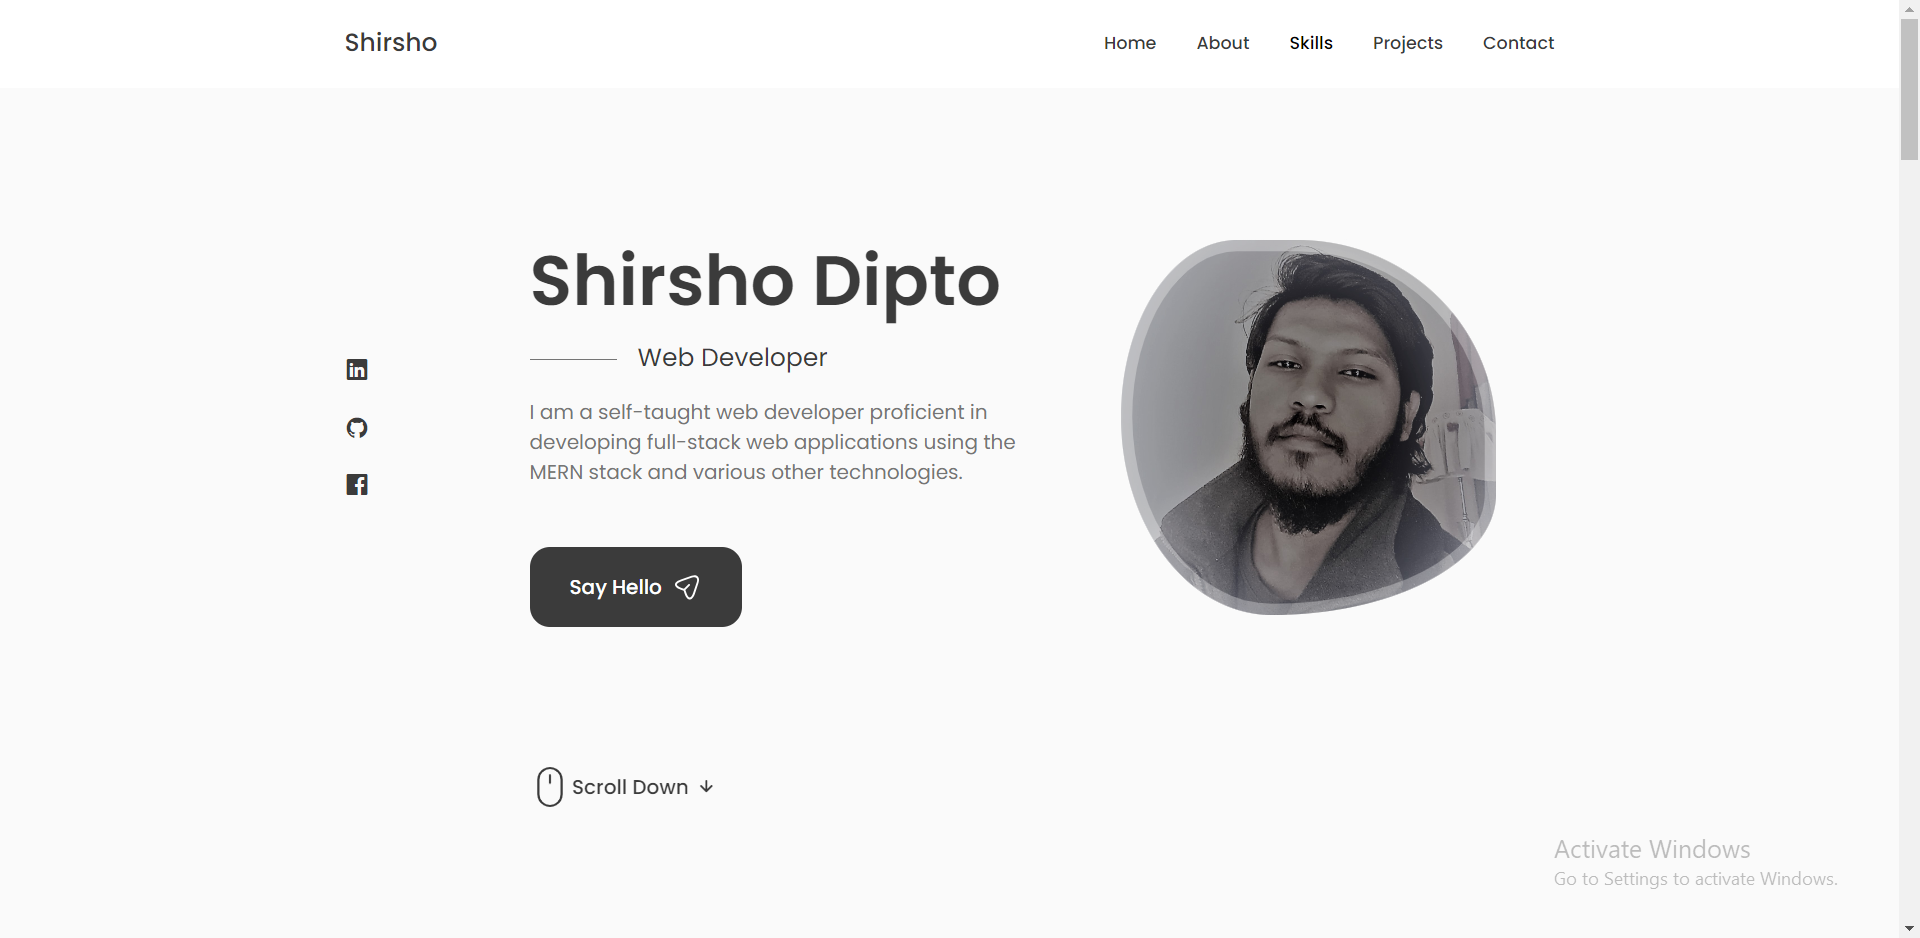 Shirsho
Home About Skills Projects Contact
Shirsho Dipto
Web Developer
I am a self-taught web developer proficient in
developing full-stack web applications using the
MERN stack and various other technologies.
Say Hello
Scroll Down
Activate Windows
Go to Settings to activate Windows.